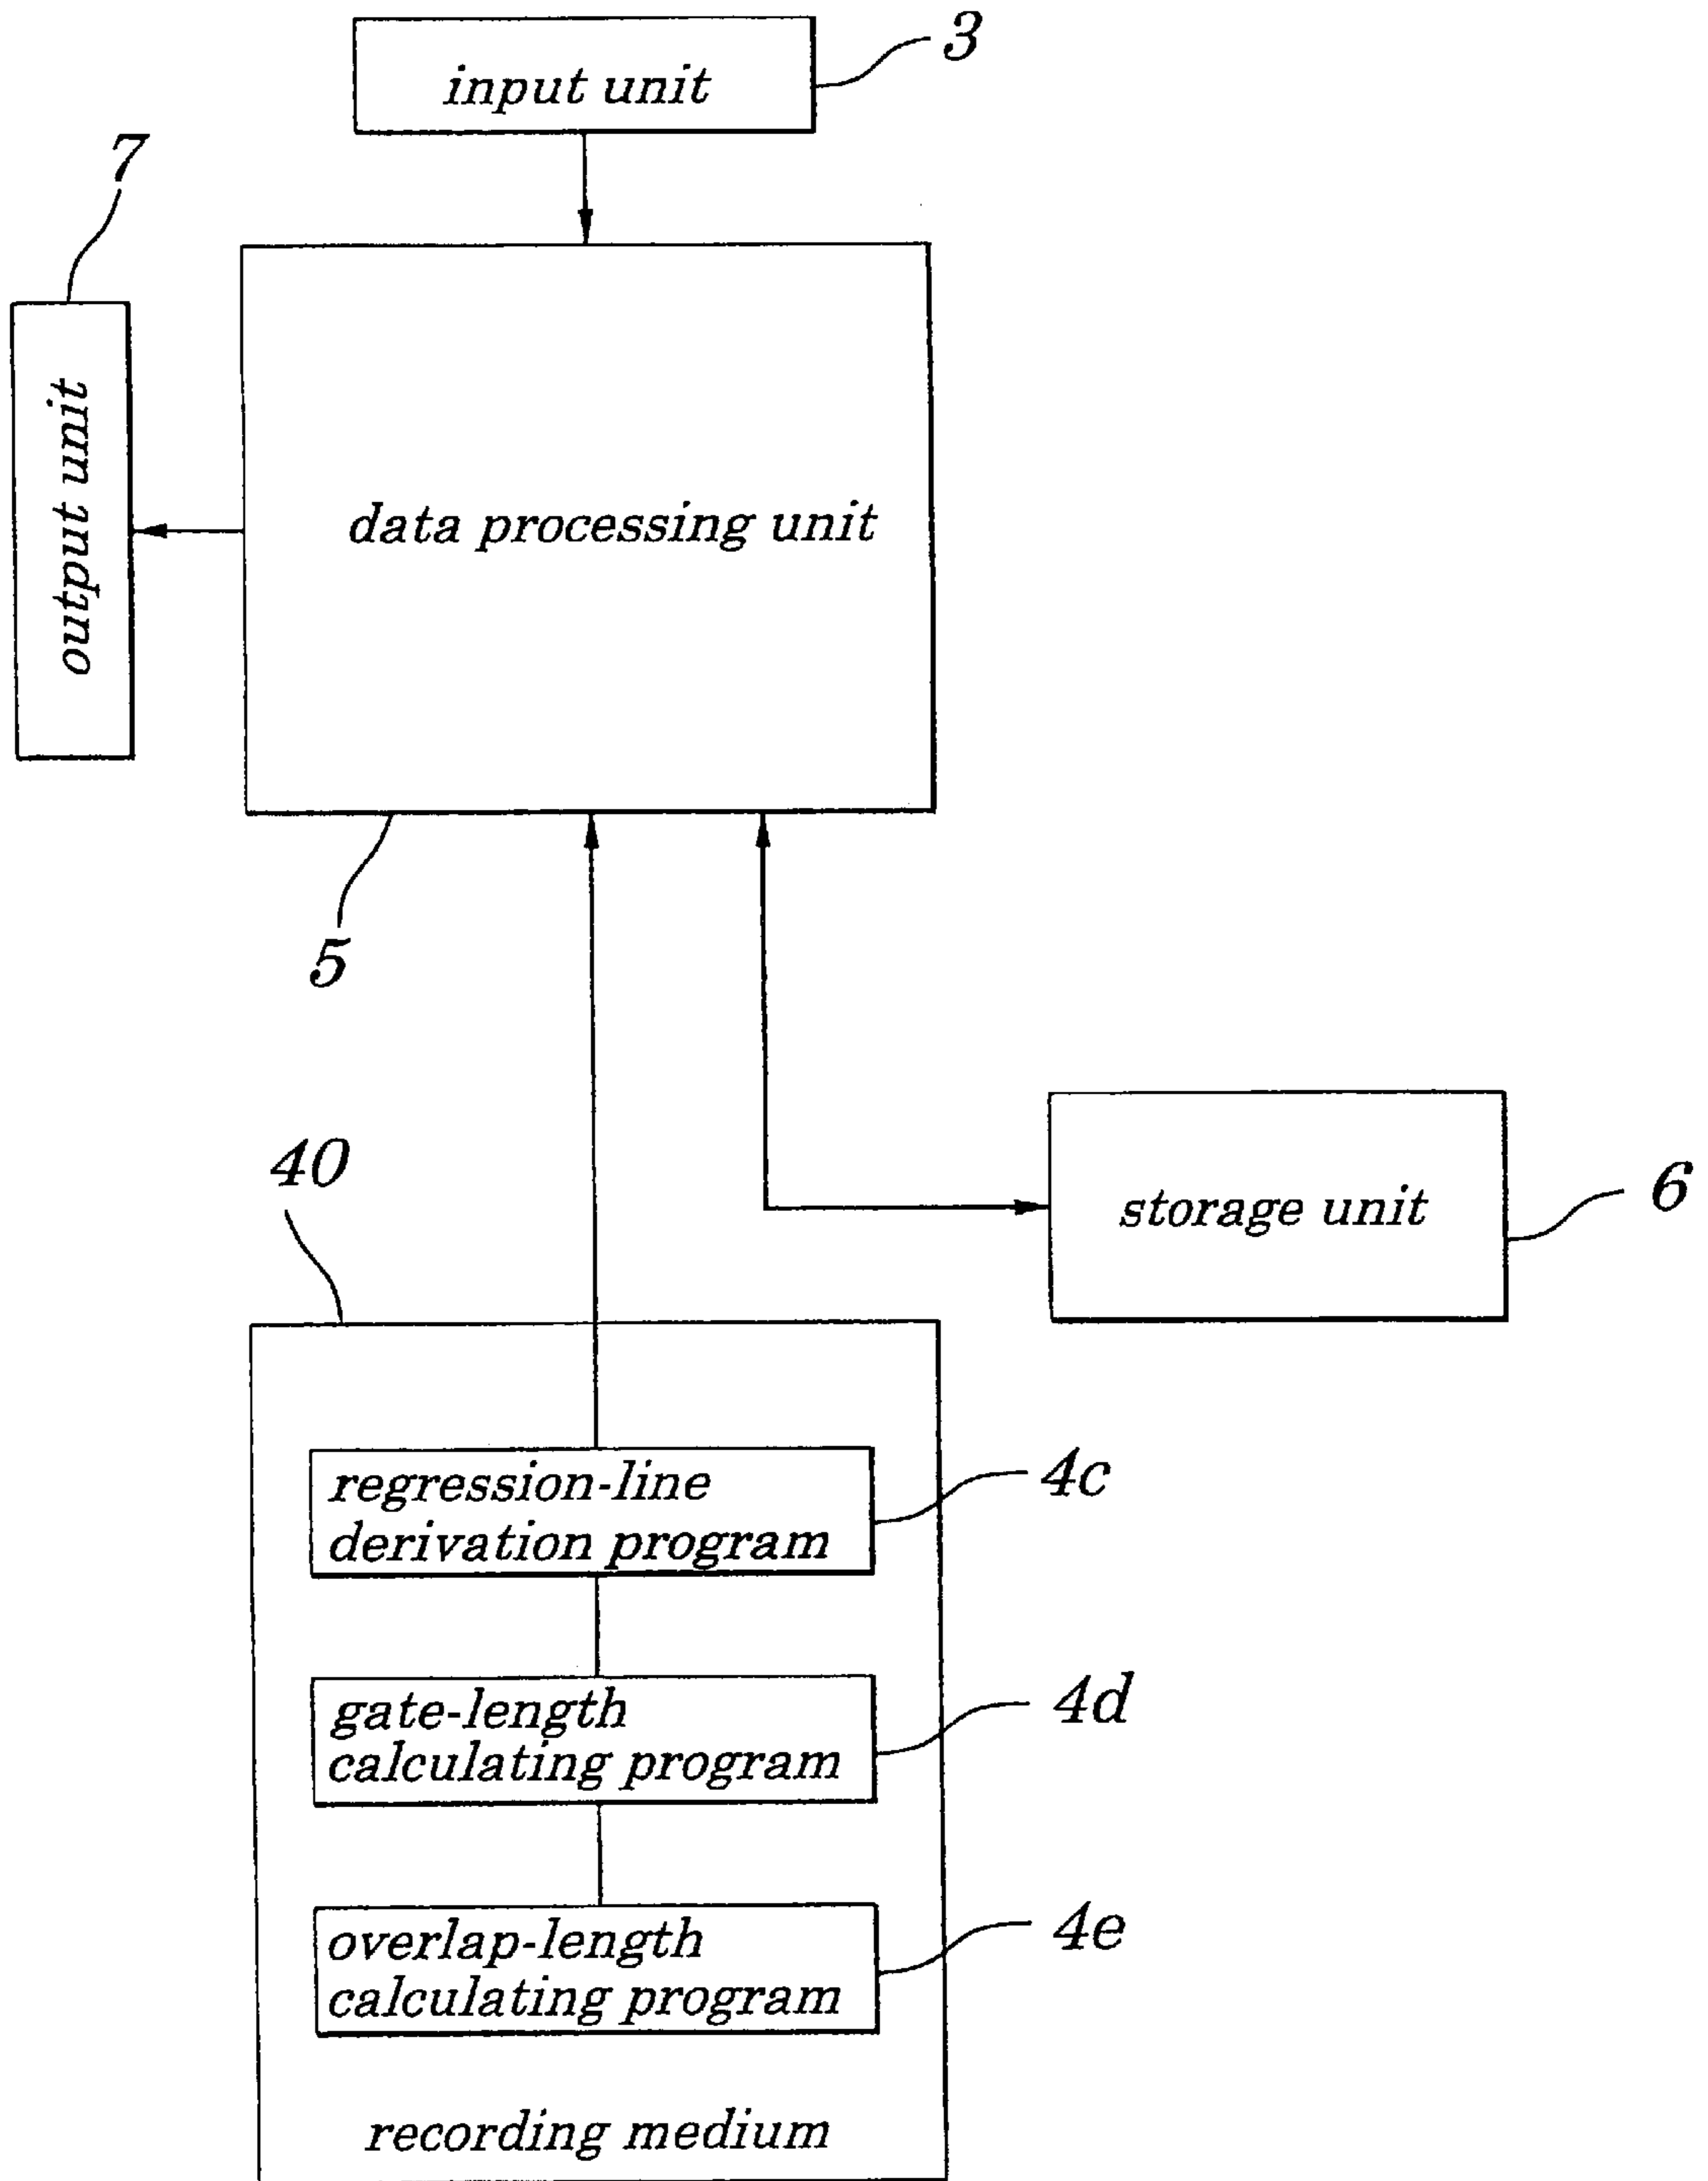 3
input unit
7
output unit
data processing unit
5
40
storage unit
6
regression-line
derivation program
4c
gate-length
calculating program
4d
overlap-length
calculating program
4e
recording medium